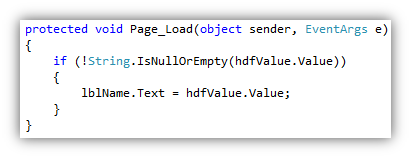 protected void Page_Load(object sender, EventArgs e)
{
    if (!String.IsNullOrEmpty(hdfValue.Value))
    {
        lblName.Text = hdfValue.Value;
    }
}